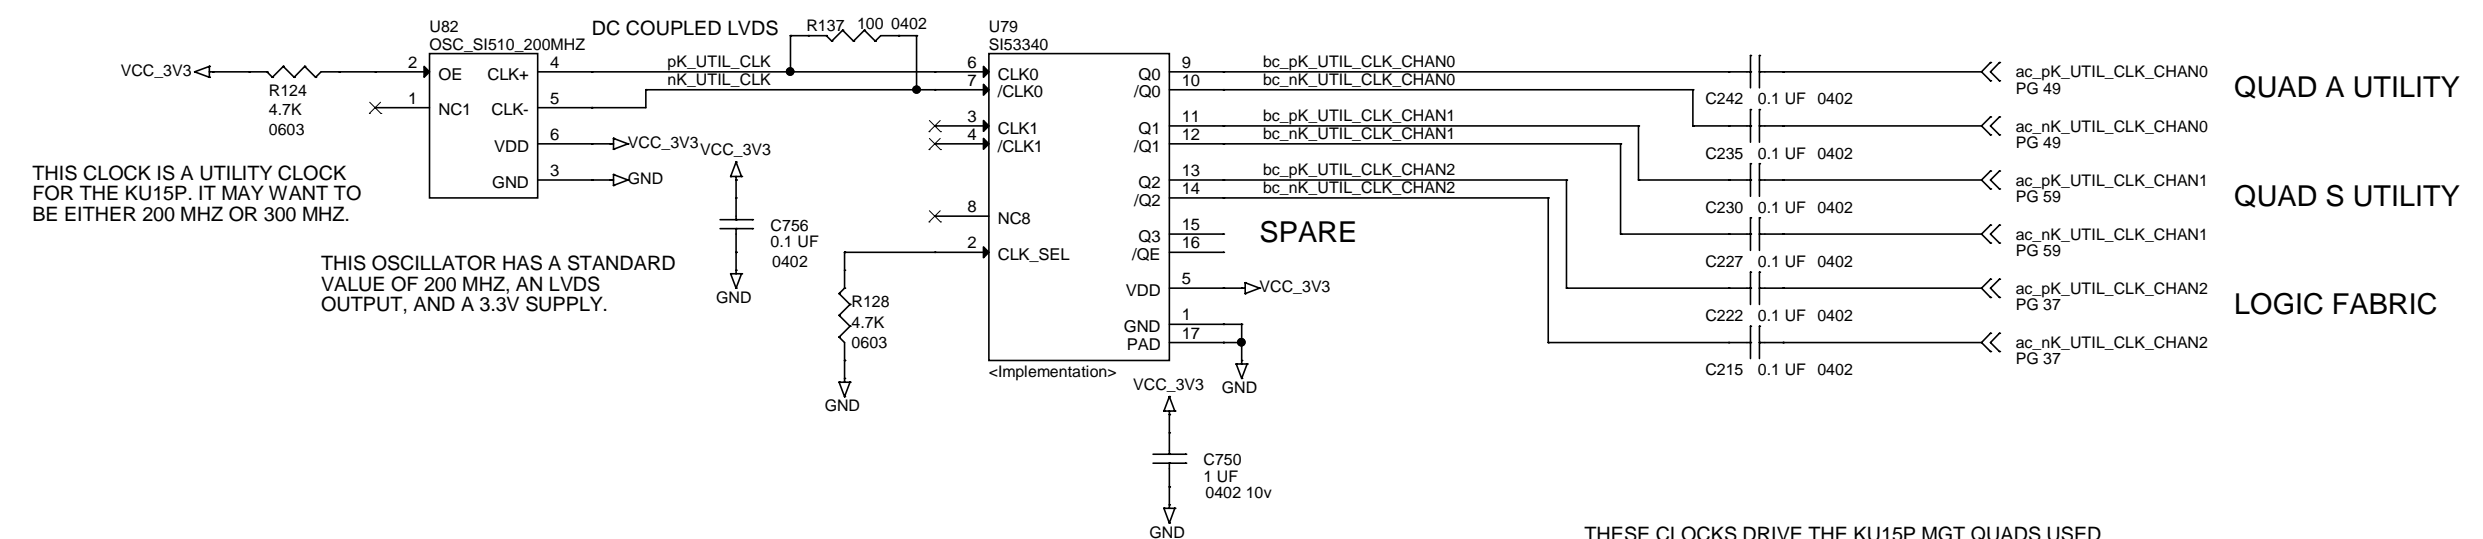 U82
OSC_SI510_200MHZ
DC COUPLED LVDS
R137 100 0402
U79
SI53340
VCC_3V3
R124
4.7K
0603
2 OE CLK+ 4
1 NC1 CLK- 5
VDD 6
GND 3
pK_UTIL_CLK
nK_UTIL_CLK
VCC_3V3
GND
VCC_3V3
C756
0.1 UF
0402
GND
THIS CLOCK IS A UTILITY CLOCK
FOR THE KU15P. IT MAY WANT TO
BE EITHER 200 MHZ OR 300 MHZ.
THIS OSCILLATOR HAS A STANDARD
VALUE OF 200 MHZ, AN LVDS
OUTPUT, AND A 3.3V SUPPLY.
6 CLK0 Q0 9
7 /CLK0 /Q0 10
3 CLK1 Q1 11
4 /CLK1 /Q1 12
Q2 13
/Q2 14
8 NC8
Q3 15
2 CLK_SEL /QE 16
VDD 5
GND 1
PAD 17
<Implementation>
R128
4.7K
0603
GND
bc_pK_UTIL_CLK_CHAN0
bc_nK_UTIL_CLK_CHAN0
bc_pK_UTIL_CLK_CHAN1
bc_nK_UTIL_CLK_CHAN1
bc_pK_UTIL_CLK_CHAN2
bc_nK_UTIL_CLK_CHAN2
SPARE
VCC_3V3
GND
VCC_3V3
C750
1 UF
0402 10v
GND
C242 0.1 UF 0402
C235 0.1 UF 0402
C230 0.1 UF 0402
C227 0.1 UF 0402
C222 0.1 UF 0402
C215 0.1 UF 0402
ac_pK_UTIL_CLK_CHAN0
PG 49
ac_nK_UTIL_CLK_CHAN0
PG 49
ac_pK_UTIL_CLK_CHAN1
PG 59
ac_nK_UTIL_CLK_CHAN1
PG 59
ac_pK_UTIL_CLK_CHAN2
PG 37
ac_nK_UTIL_CLK_CHAN2
PG 37
QUAD A UTILITY
QUAD S UTILITY
LOGIC FABRIC
THESE CLOCKS DRIVE THE KU15P MGT QUADS USED